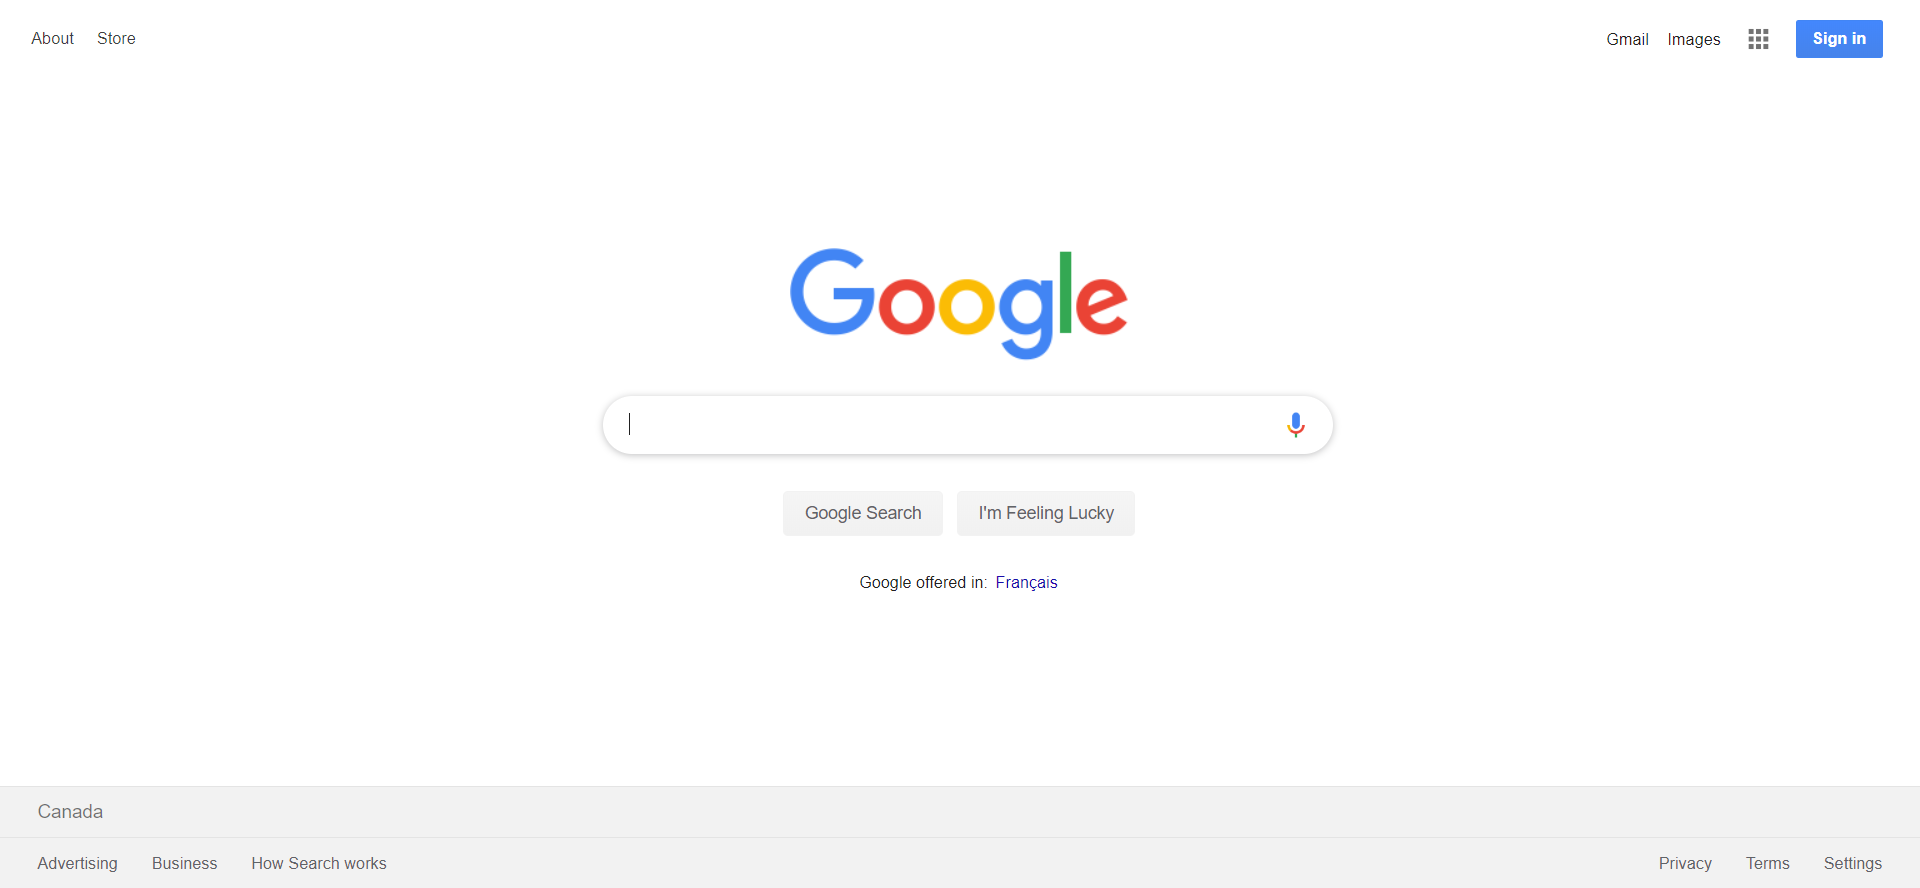 About Store Gmail Images Sign in
Google
Google Search I'm Feeling Lucky
Google offered in: Français
Canada
Advertising Business How Search works Privacy Terms Settings